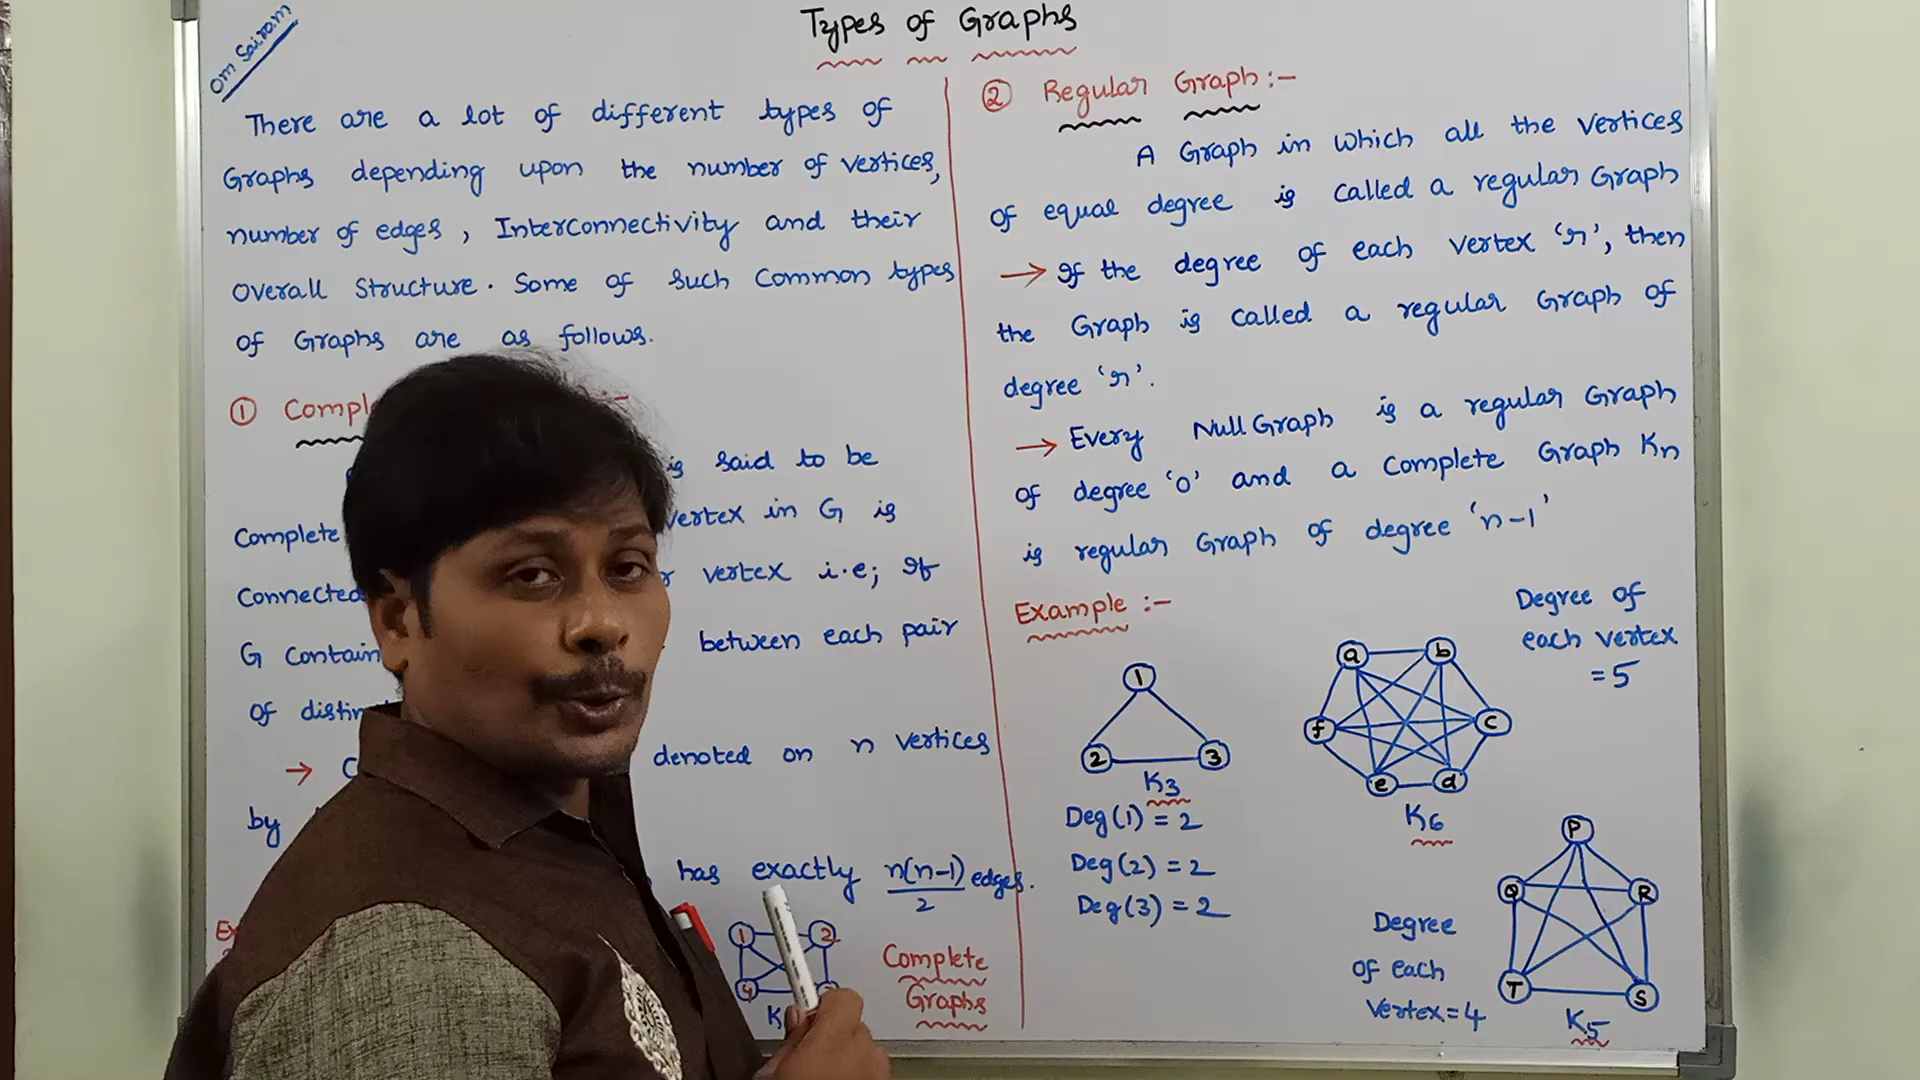 Om Sairam
Types of Graphs
There are a lot of different types of
Graphs depending upon the number of vertices,
number of edges, Interconnectivity and their
overall structure. Some of such common types
of Graphs are as follows.
①
:-
is said to be
Complete
vertex in G is
Connected
vertex i.e; If
G
between each pair
of
→
denoted on n vertices
by
has exactly n(n-1)/2 edges.
1 2
4
K
Complete
Graphs
② Regular Graph:-
A Graph in which all the vertices
of equal degree is called a regular Graph
→ If the degree of each vertex 'r', then
the Graph is called a regular Graph of
degree 'r'.
→ Every Null Graph is a regular Graph
of degree '0' and a complete Graph Kn
is regular Graph of degree 'n-1'
Example :-
1
2 3
K3
Deg(1) = 2
Deg(2) = 2
Deg(3) = 2
a b
f c
e d
K6
Degree of
each vertex
= 5
P
Q R
T S
K5
Degree
of each
vertex = 4